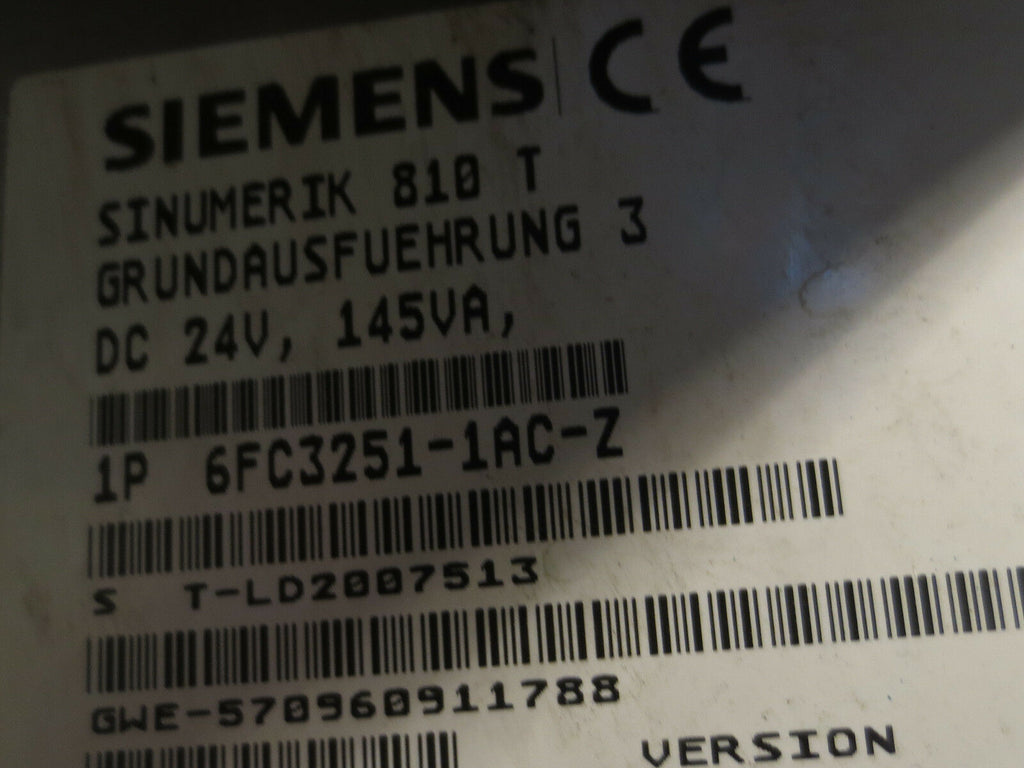 SIEMENS CE
SINUMERIK 810 T
GRUNDAUSFUEHRUNG 3
DC 24V, 145VA,
1P 6FC3251-1AC-Z
S T-LD2007513
GWE-570960911788
VERSION